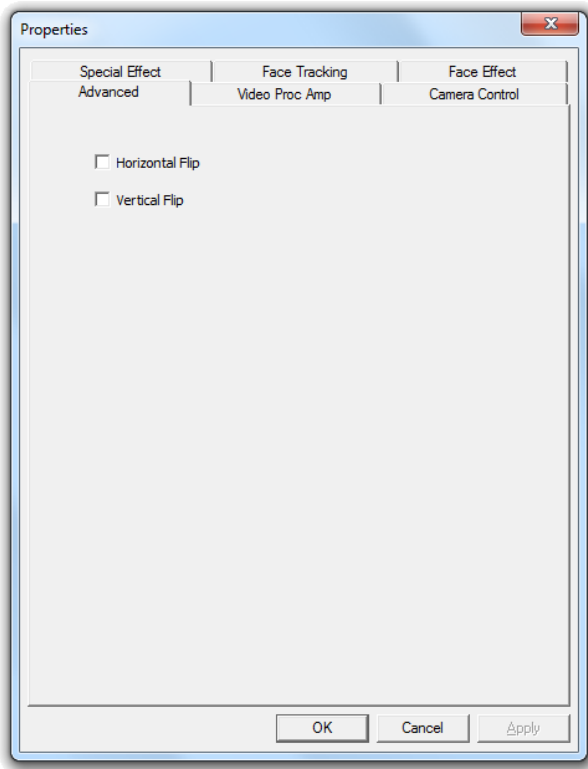 Properties
Special Effect Face Tracking Face Effect
Advanced Video Proc Amp Camera Control
Horizontal Flip
Vertical Flip
OK Cancel Apply